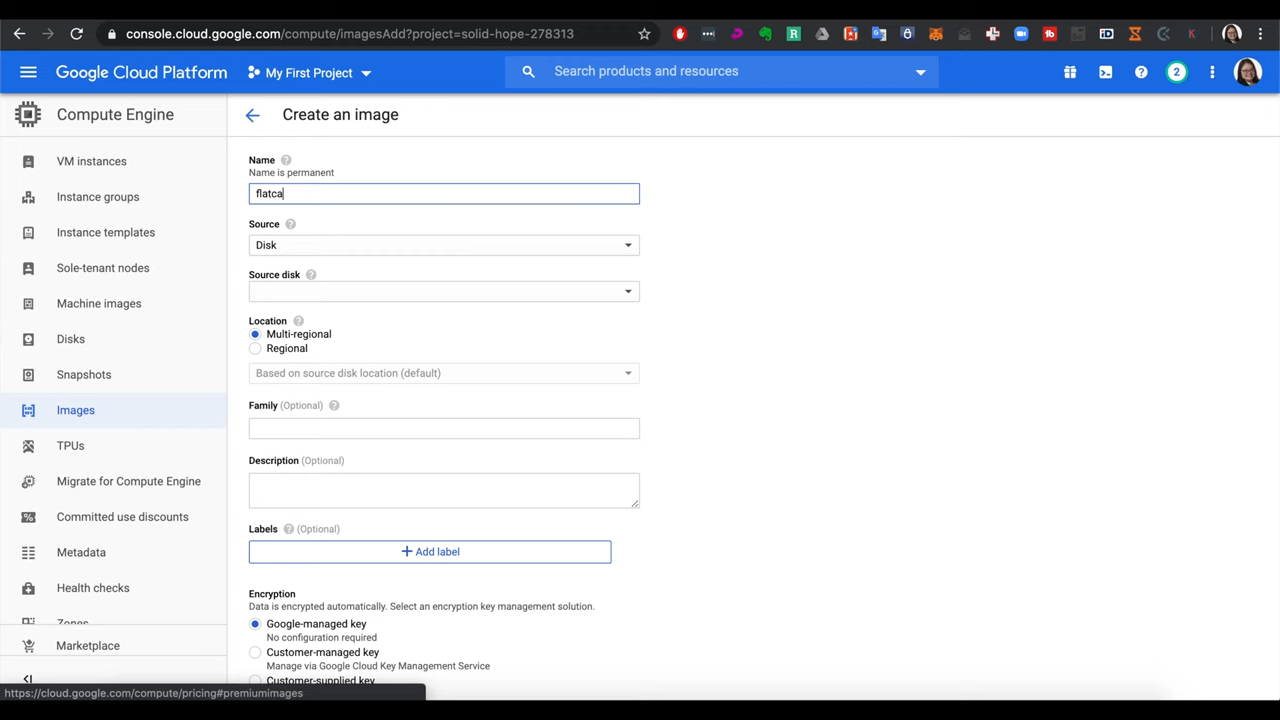 console.cloud.google.com/compute/imagesAdd?project=solid-hope-278313
Google Cloud Platform
My First Project
Search products and resources
2
Compute Engine
Create an image
VM instances
Instance groups
Instance templates
Sole-tenant nodes
Machine images
Disks
Snapshots
Images
TPUs
Migrate for Compute Engine
Committed use discounts
Metadata
Health checks
Zones
Marketplace
Name
Name is permanent
flatca
Source
Disk
Source disk
Location
Multi-regional
Regional
Based on source disk location (default)
Family (Optional)
Description (Optional)
Labels (Optional)
Add label
Encryption
Data is encrypted automatically. Select an encryption key management solution.
Google-managed key
No configuration required
Customer-managed key
Manage via Google Cloud Key Management Service
Customer-supplied key
https://cloud.google.com/compute/pricing#premiumimages